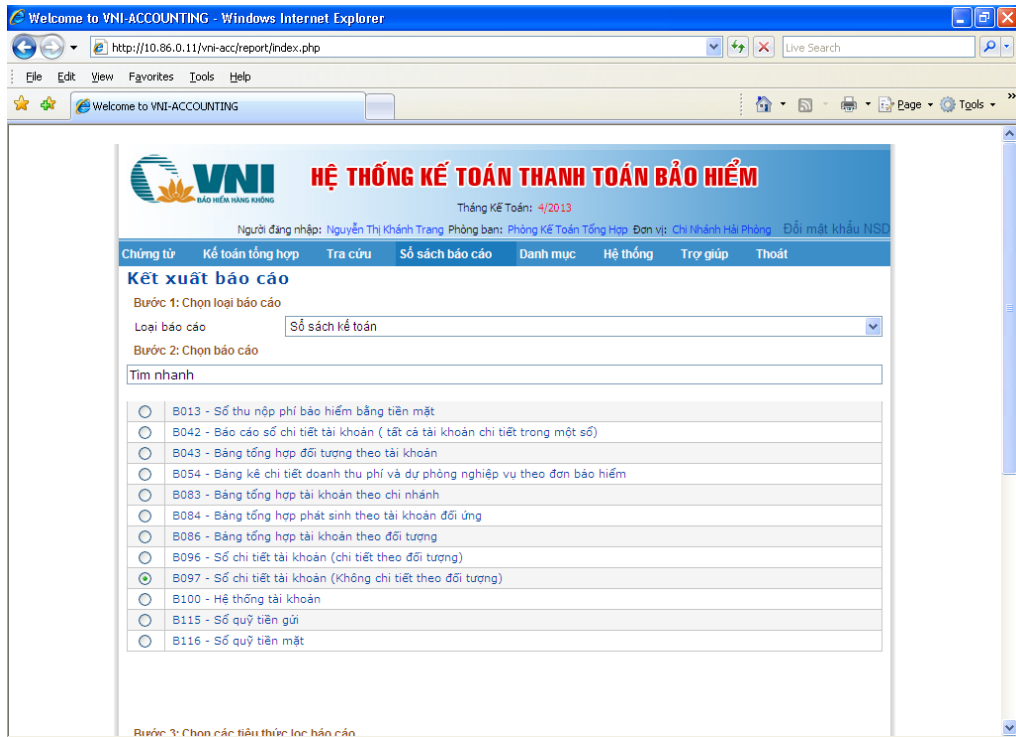 Welcome to VNI-ACCOUNTING - Windows Internet Explorer
http://10.86.0.11/vni-acc/report/index.php
Live Search
File Edit View Favorites Tools Help
Welcome to VNI-ACCOUNTING
Page Tools
VNI
BẢO HIỂM HÀNG KHÔNG
HỆ THỐNG KẾ TOÁN THANH TOÁN BẢO HIỂM
Tháng Kế Toán: 4/2013
Người đăng nhập: Nguyễn Thị Khánh Trang Phòng ban: Phòng Kế Toán Tổng Hợp Đơn vị: Chi Nhánh Hải Phòng Đổi mật khẩu NSD
Chứng từ Kế toán tổng hợp Tra cứu Sổ sách báo cáo Danh mục Hệ thống Trợ giúp Thoát
Kết xuất báo cáo
Bước 1: Chọn loại báo cáo
Loại báo cáo Sổ sách kế toán
Bước 2: Chọn báo cáo
Tìm nhanh
B013 - Sổ thu nộp phí bảo hiểm bằng tiền mặt
B042 - Báo cáo sổ chi tiết tài khoản ( tất cả tài khoản chi tiết trong một sổ)
B043 - Bảng tổng hợp đối tượng theo tài khoản
B054 - Bảng kê chi tiết doanh thu phí và dự phòng nghiệp vụ theo đơn bảo hiểm
B083 - Bảng tổng hợp tài khoản theo chi nhánh
B084 - Bảng tổng hợp phát sinh theo tài khoản đối ứng
B086 - Bảng tổng hợp tài khoản theo đối tượng
B096 - Sổ chi tiết tài khoản (chi tiết theo đối tượng)
B097 - Sổ chi tiết tài khoản (Không chi tiết theo đối tượng)
B100 - Hệ thống tài khoản
B115 - Sổ quỹ tiền gửi
B116 - Sổ quỹ tiền mặt
Bước 3: Chọn các tiêu thức lọc báo cáo